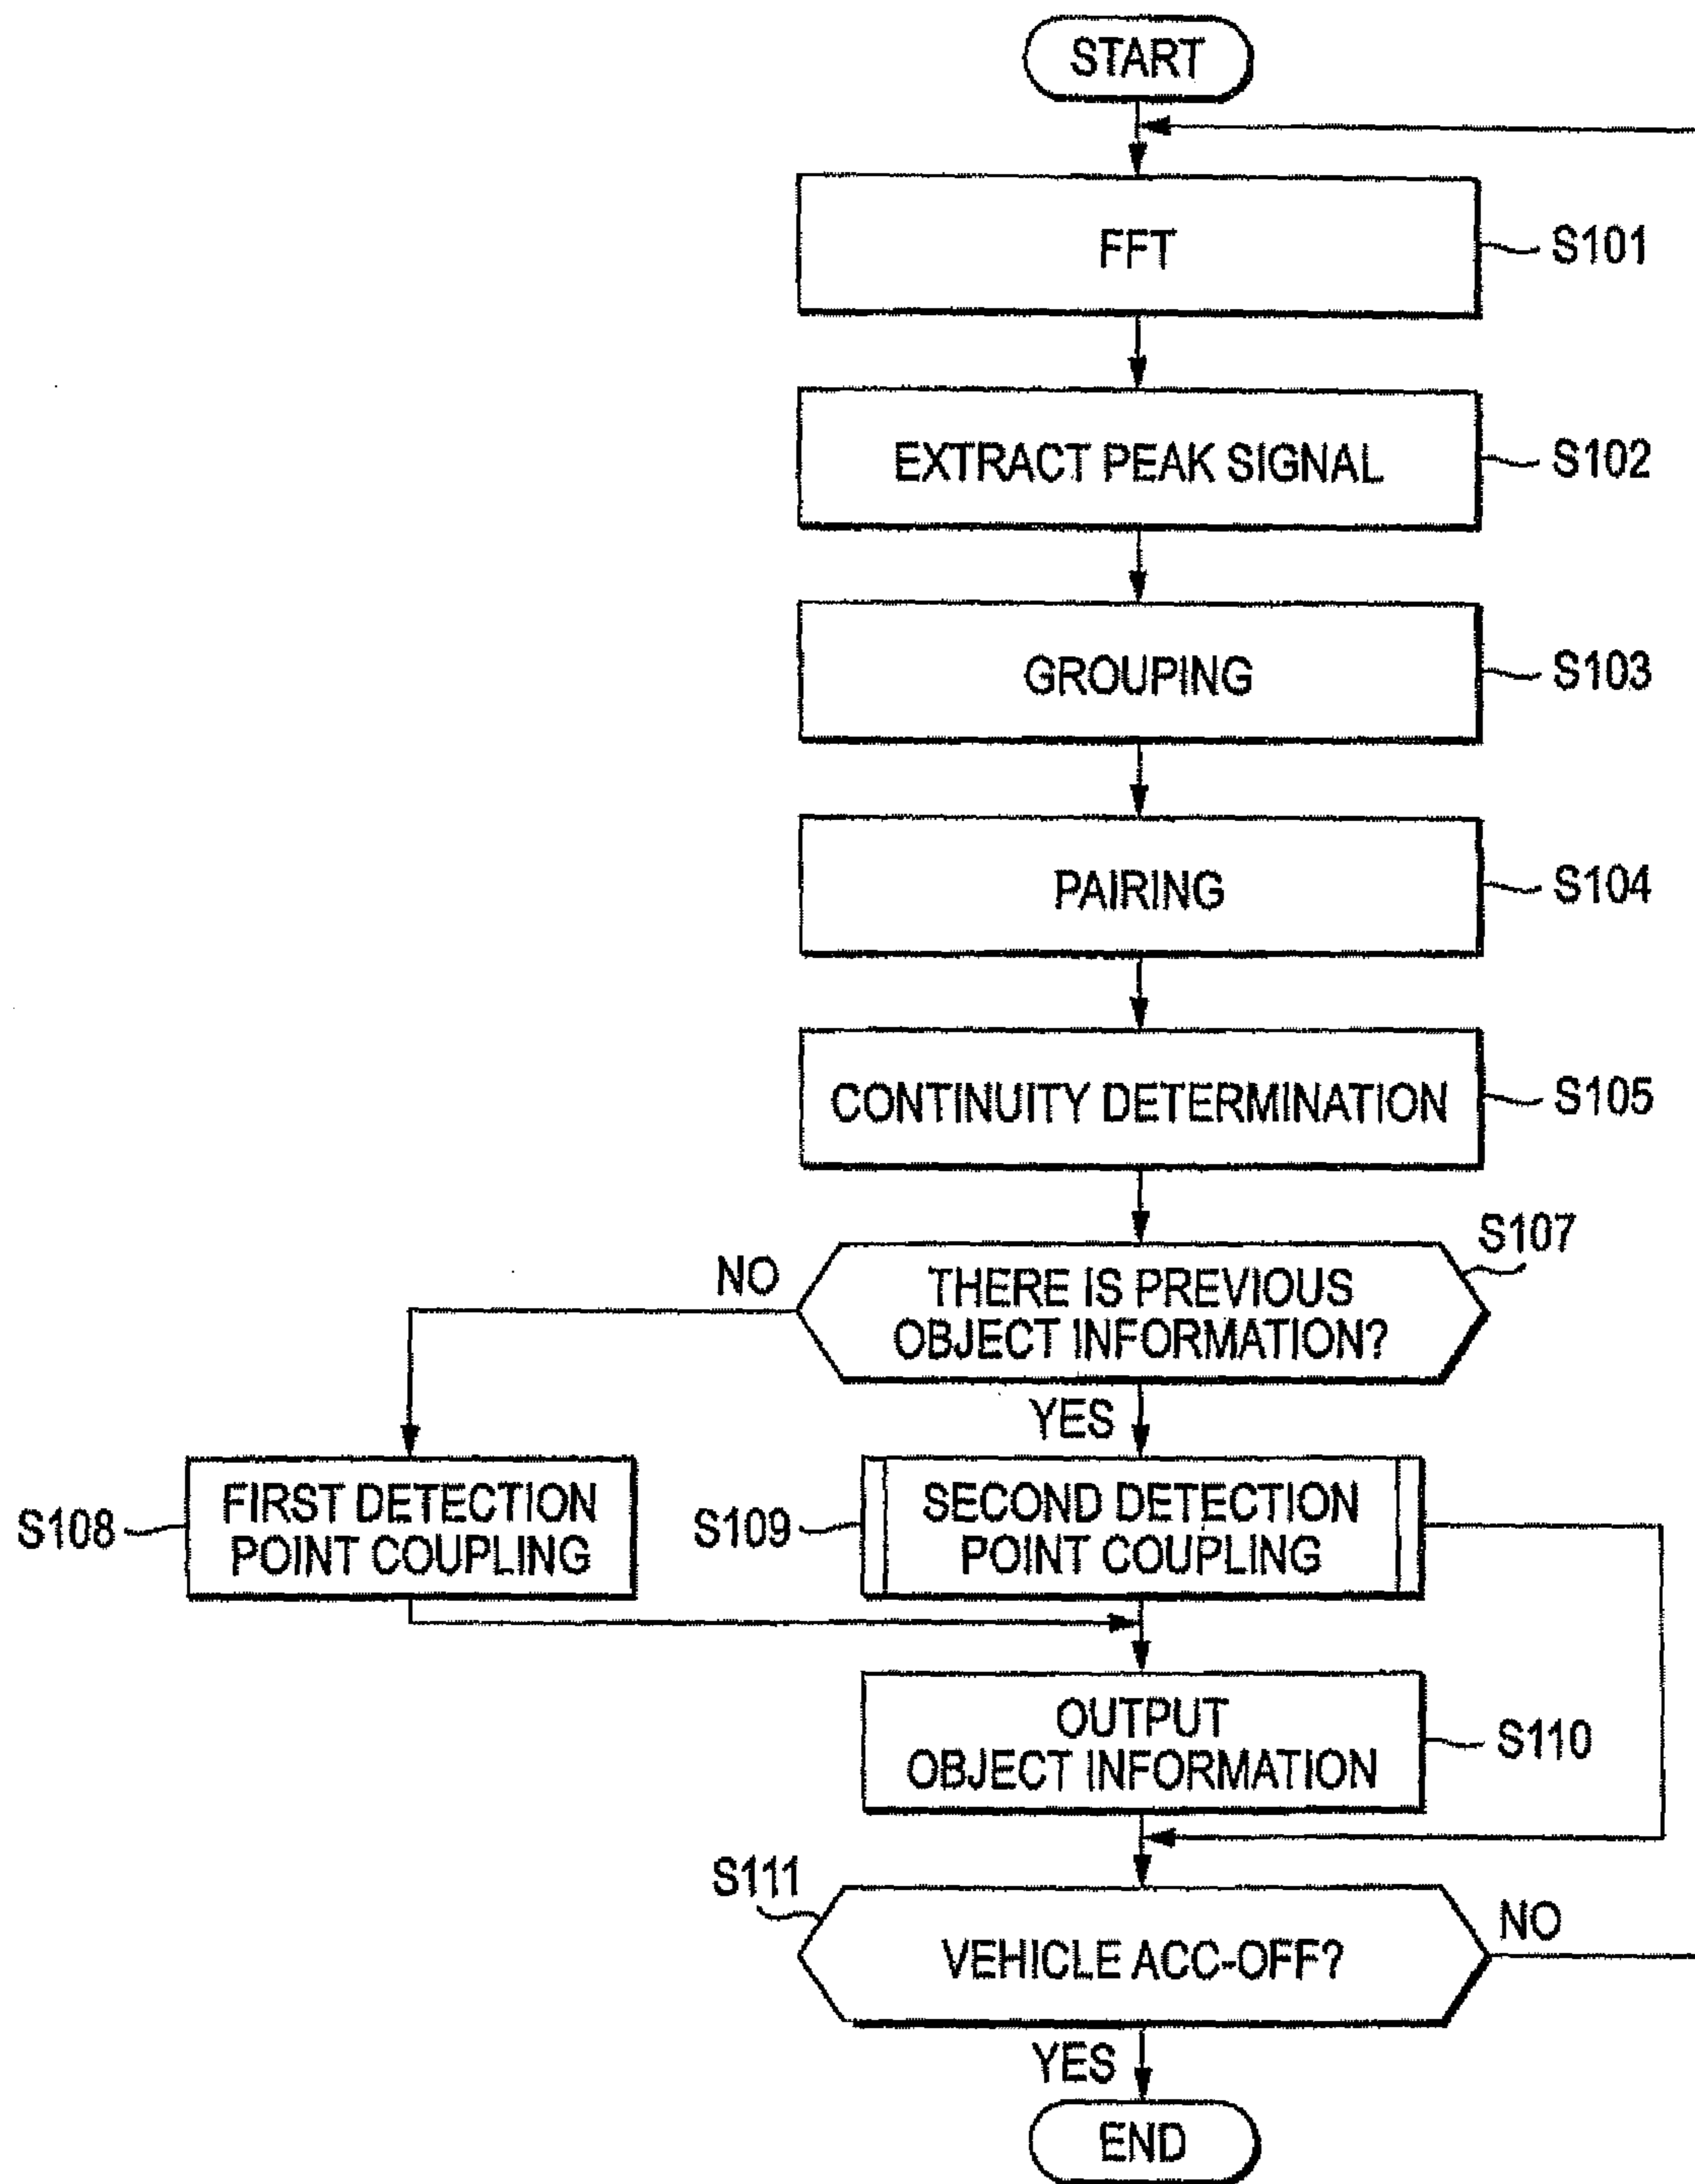 START
FFT
S101
EXTRACT PEAK SIGNAL
S102
GROUPING
S103
PAIRING
S104
CONTINUITY DETERMINATION
S105
S107
NO
THERE IS PREVIOUS
OBJECT INFORMATION?
YES
S108
FIRST DETECTION
POINT COUPLING
S109
SECOND DETECTION
POINT COUPLING
OUTPUT
OBJECT INFORMATION
S110
S111
VEHICLE ACC-OFF?
NO
YES
END